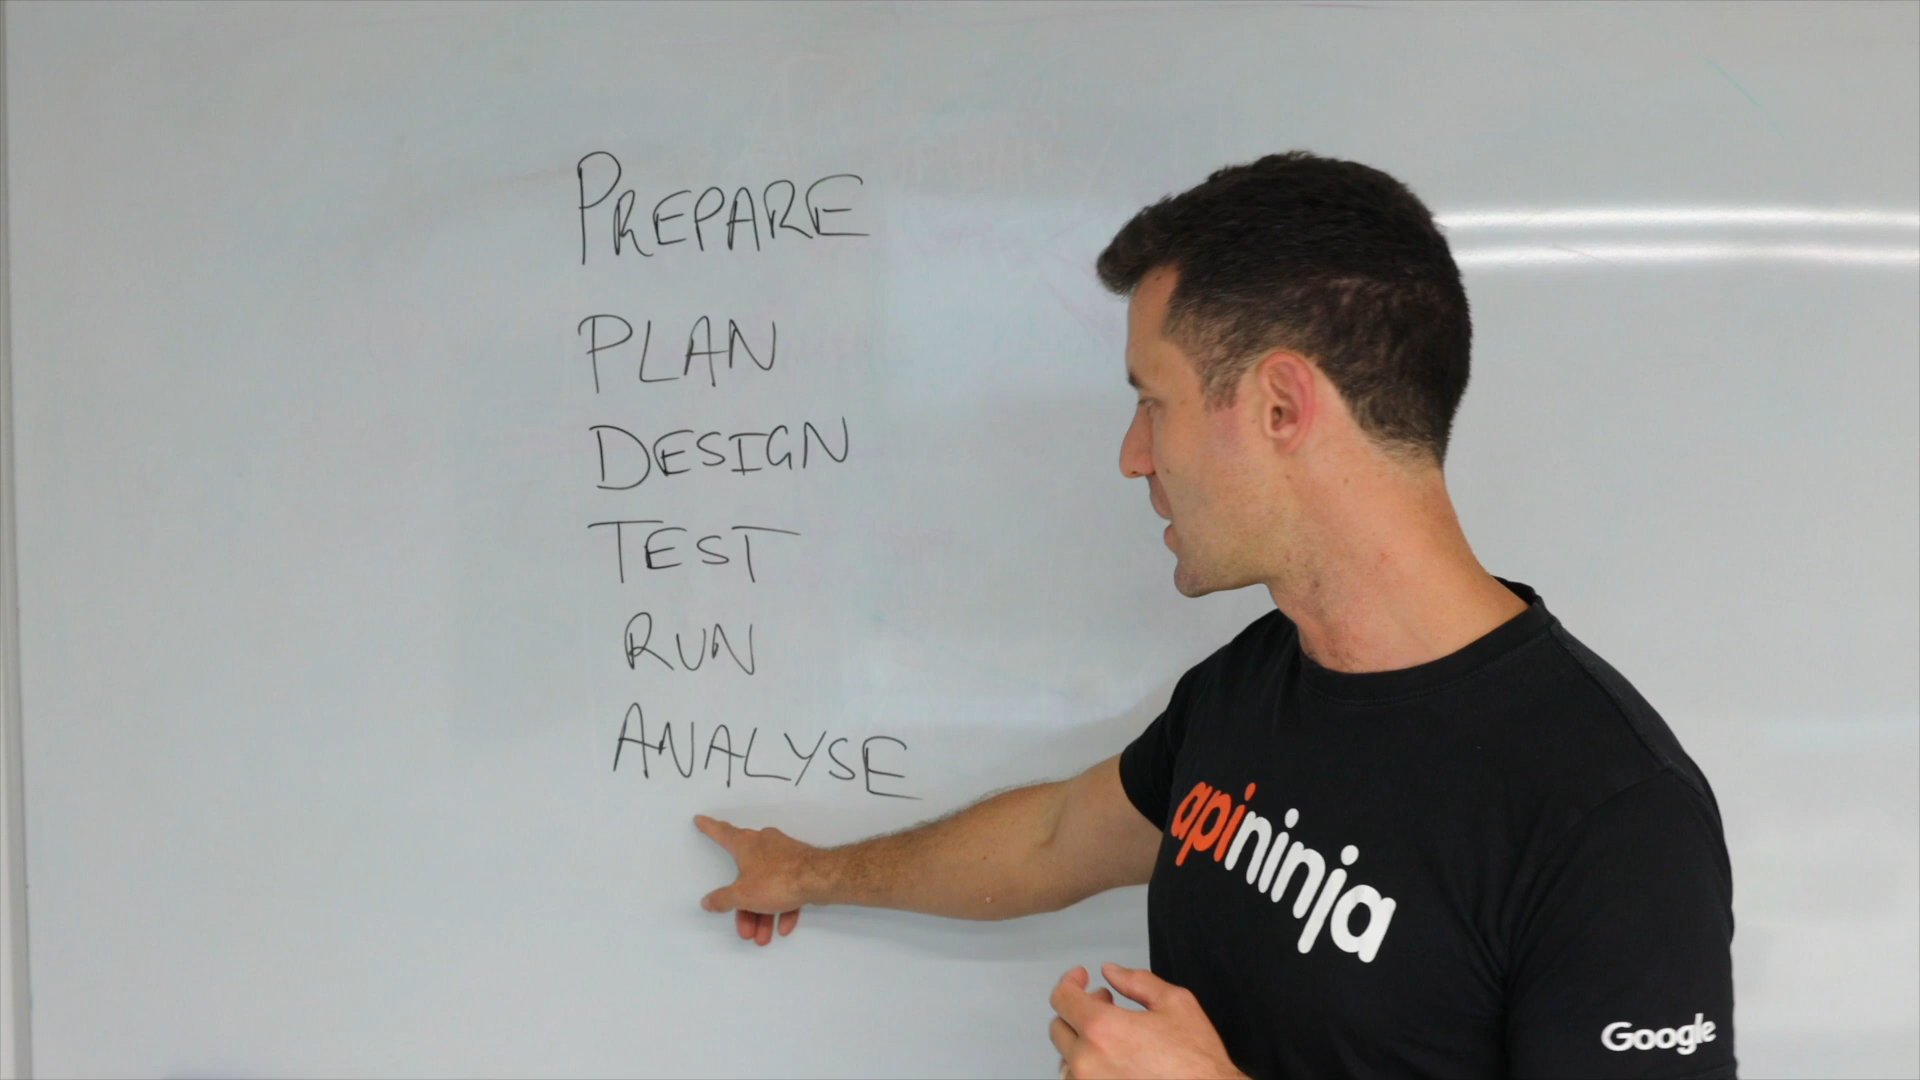 PREPARE
PLAN
DESIGN
TEST
RUN
ANALYSE
apininja
Google